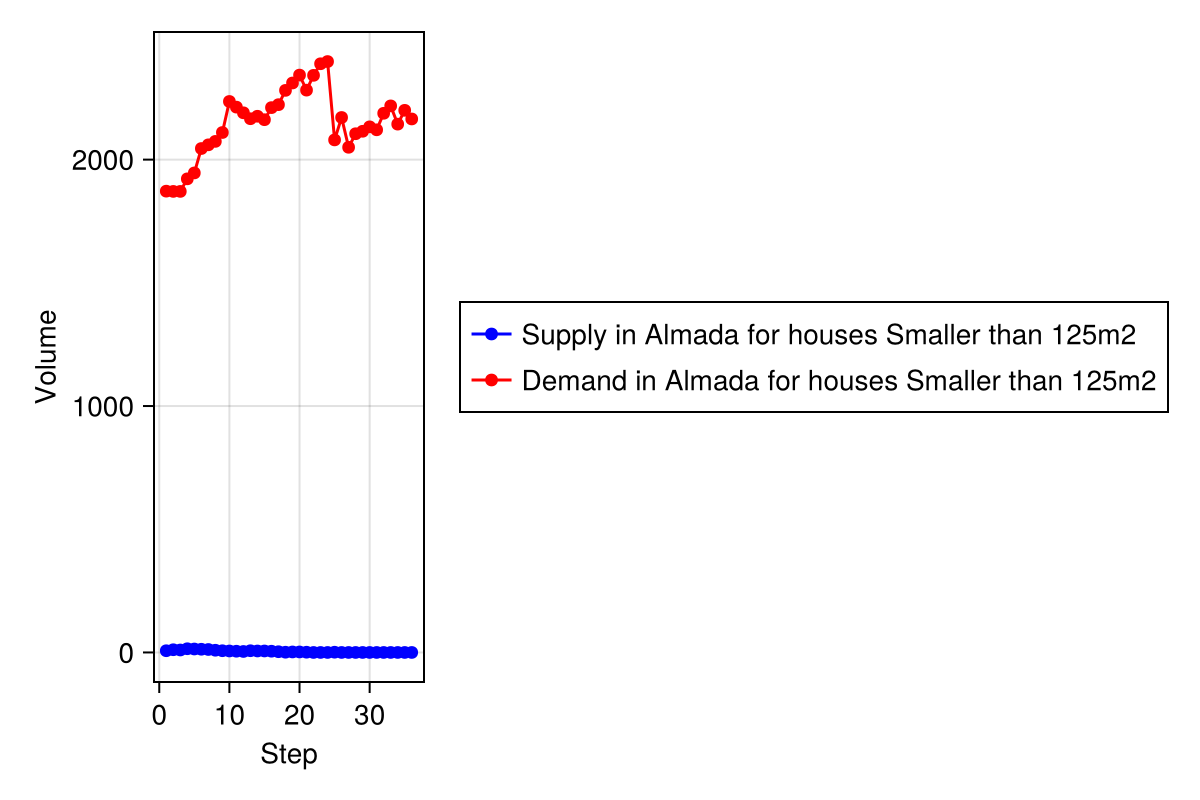 Volume
2000
1000
0
0 10 20 30
Step
Supply in Almada for houses Smaller than 125m2
Demand in Almada for houses Smaller than 125m2